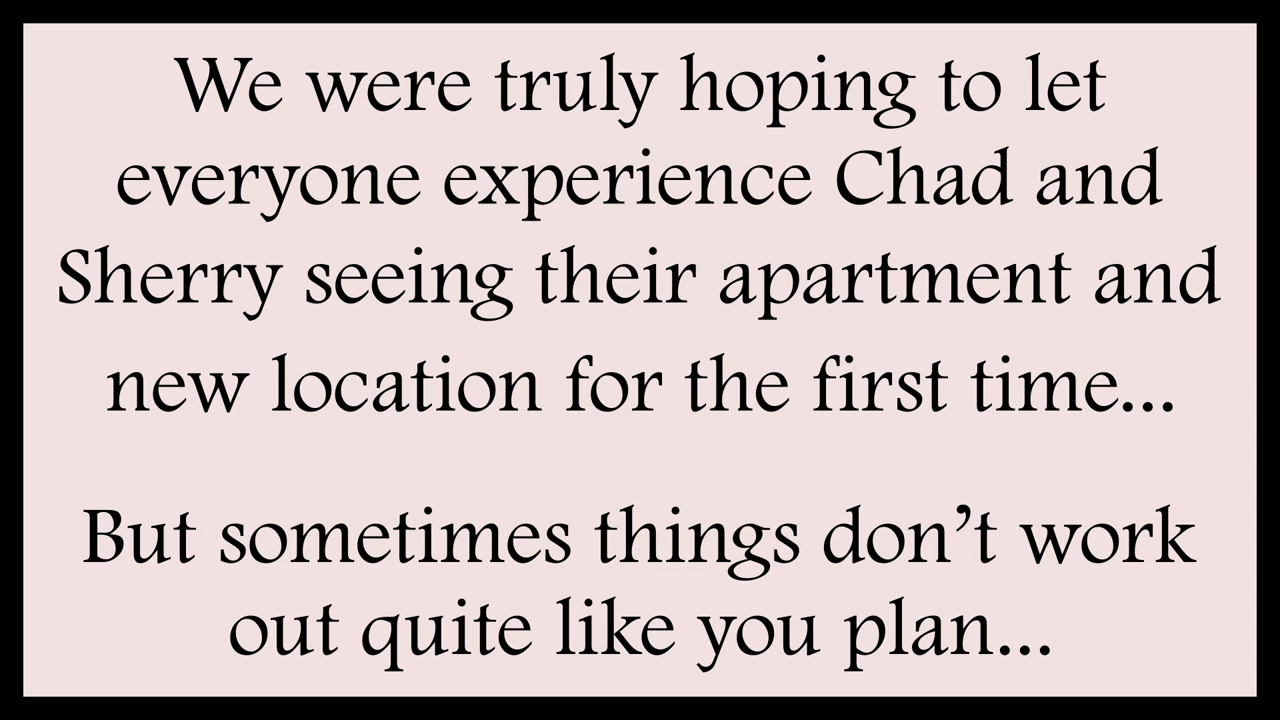 We were truly hoping to let
everyone experience Chad and
Sherry seeing their apartment and
new location for the first time...
But sometimes things don’t work
out quite like you plan...